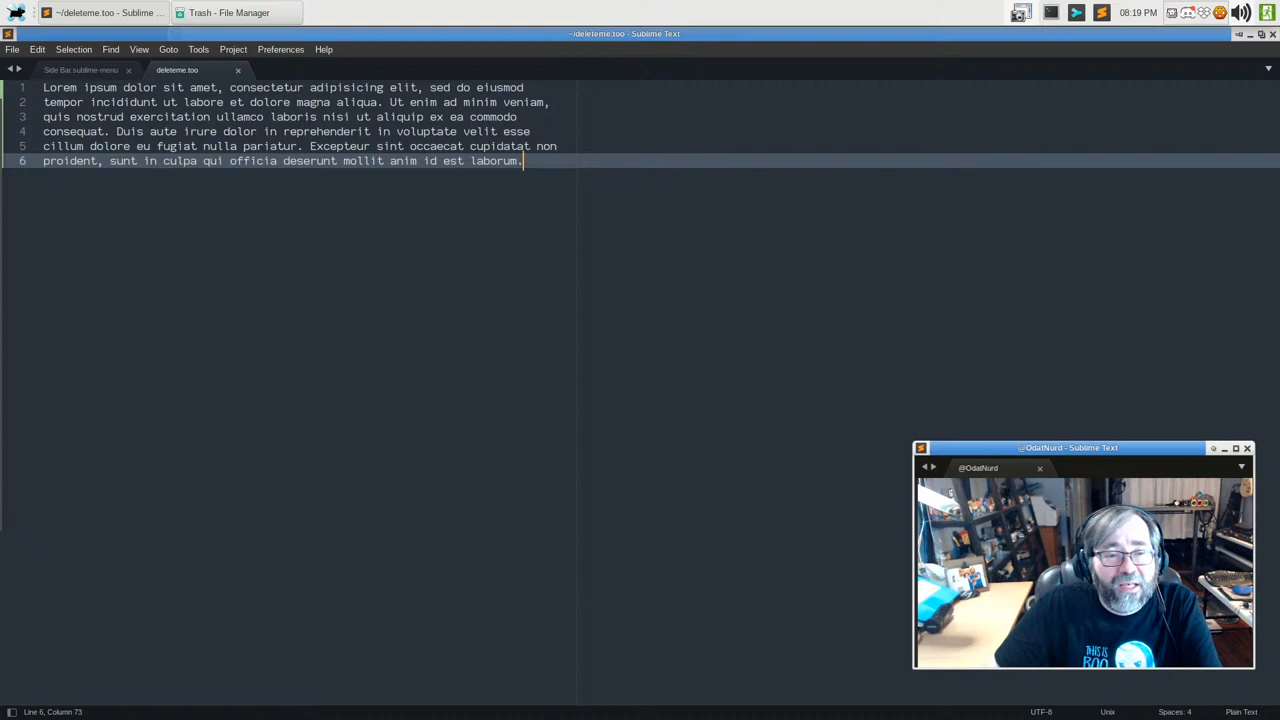 ~/deleteme.too - Sublime ...
Trash - File Manager
08:19 PM
~/deleteme.too - Sublime Text
File Edit Selection Find View Goto Tools Project Preferences Help
Side Bar.sublime-menu
deleteme.too
1 Lorem ipsum dolor sit amet, consectetur adipisicing elit, sed do eiusmod
2 tempor incididunt ut labore et dolore magna aliqua. Ut enim ad minim veniam,
3 quis nostrud exercitation ullamco laboris nisi ut aliquip ex ea commodo
4 consequat. Duis aute irure dolor in reprehenderit in voluptate velit esse
5 cillum dolore eu fugiat nulla pariatur. Excepteur sint occaecat cupidatat non
6 proident, sunt in culpa qui officia deserunt mollit anim id est laborum.
@OdatNurd - Sublime Text
@OdatNurd
THIS IS
BOO
Line 6, Column 73
UTF-8
Unix
Spaces: 4
Plain Text